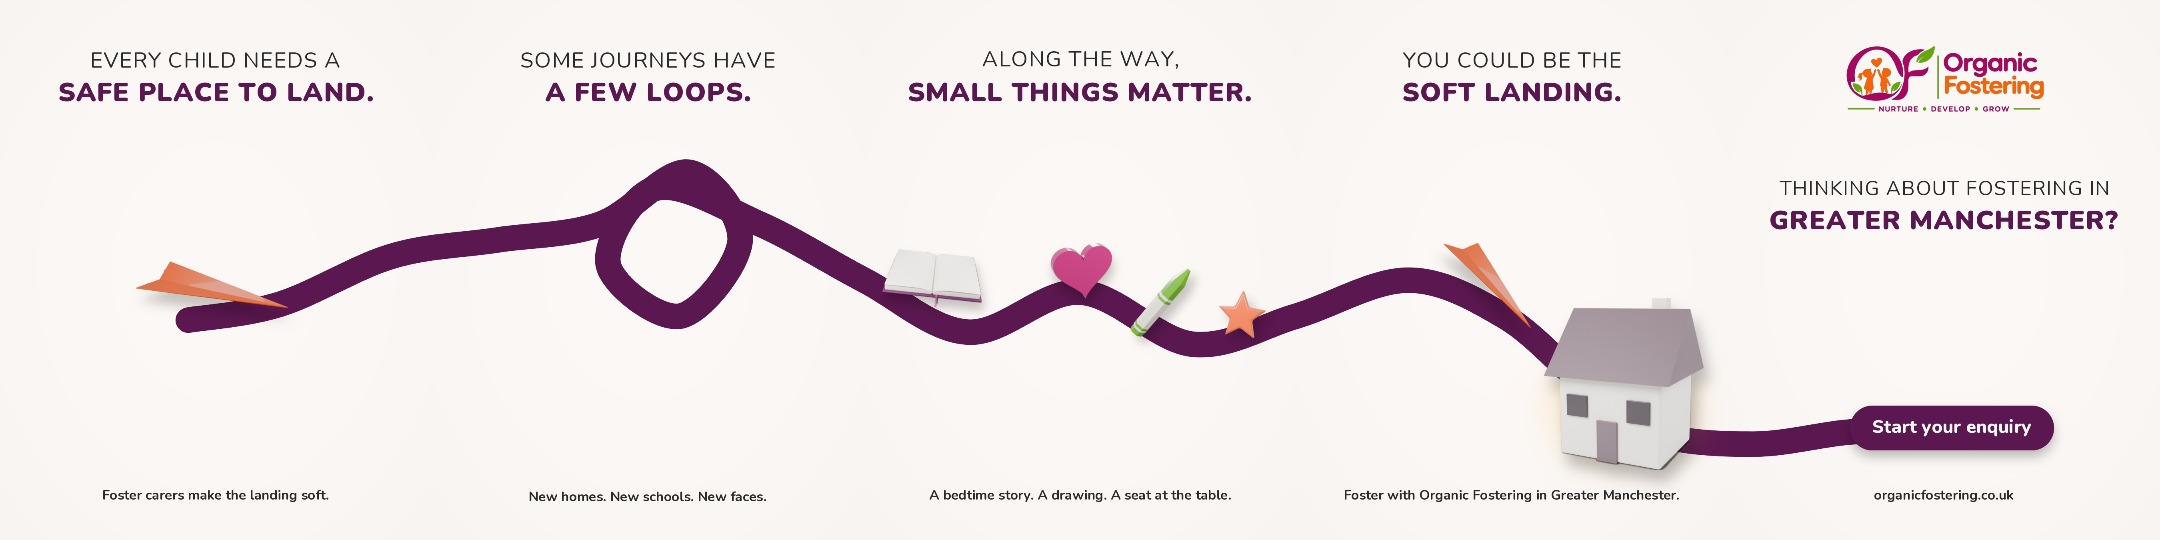 EVERY CHILD NEEDS A
SAFE PLACE TO LAND.
Foster carers make the landing soft.
SOME JOURNEYS HAVE
A FEW LOOPS.
New homes. New schools. New faces.
ALONG THE WAY,
SMALL THINGS MATTER.
A bedtime story. A drawing. A seat at the table.
YOU COULD BE THE
SOFT LANDING.
Foster with Organic Fostering in Greater Manchester.
OF
Organic
Fostering
NURTURE • DEVELOP • GROW
THINKING ABOUT FOSTERING IN
GREATER MANCHESTER?
Start your enquiry
organicfostering.co.uk